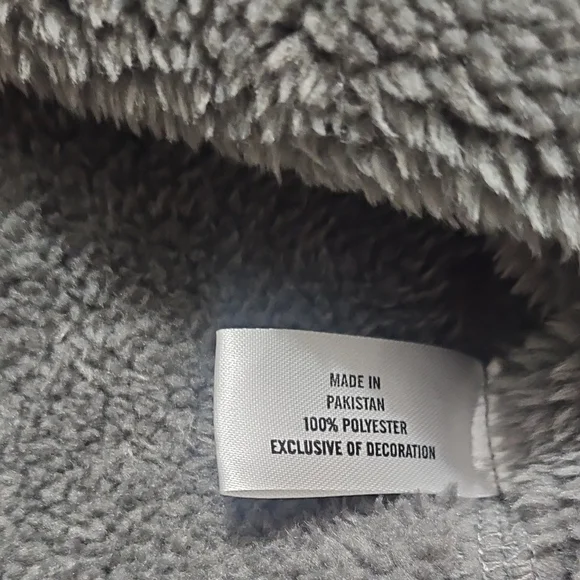 MADE IN
PAKISTAN
100% POLYESTER
EXCLUSIVE OF DECORATION